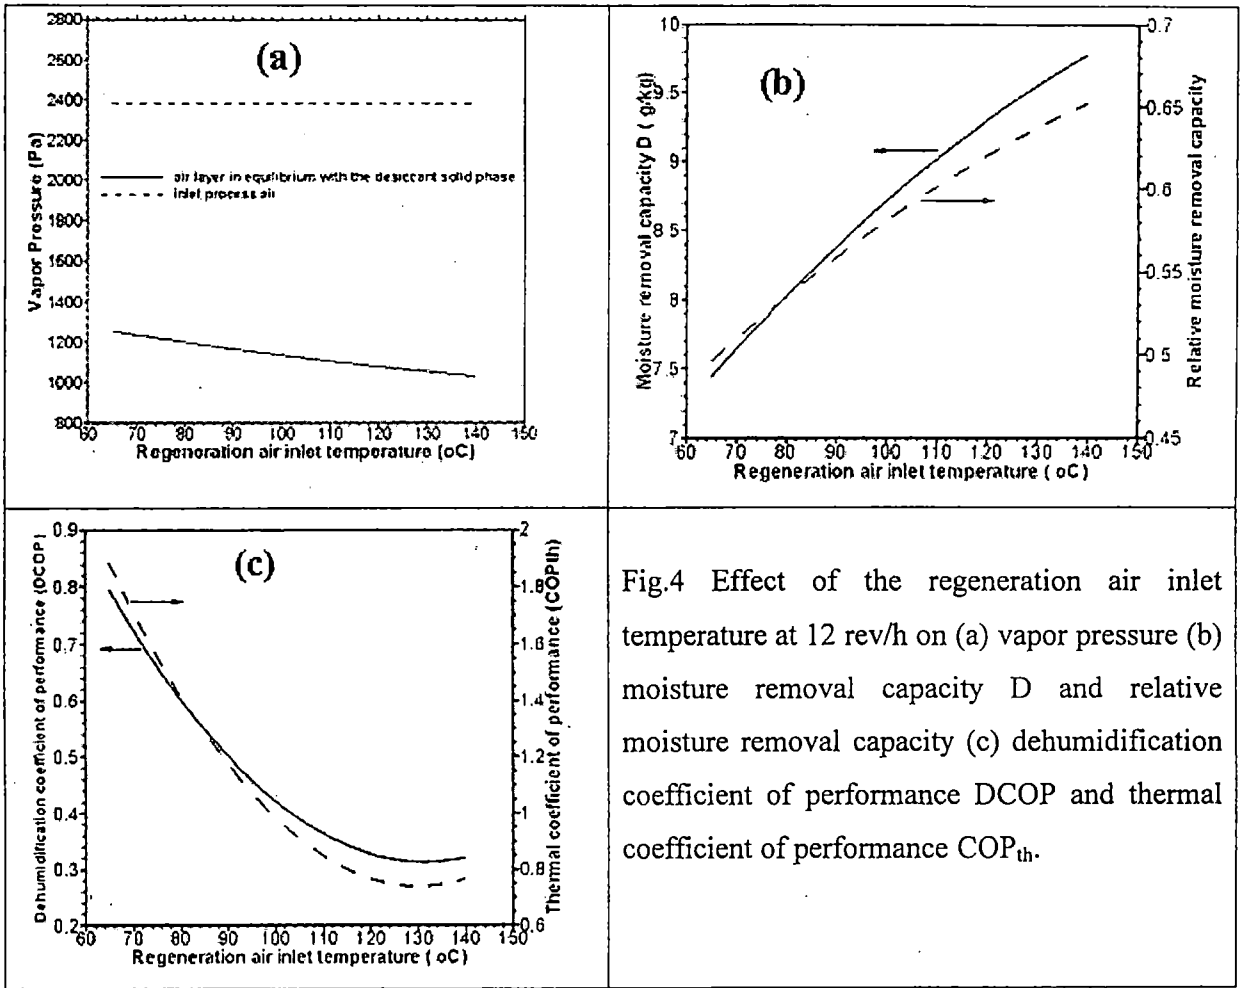 2800
2600
2400
2200
2000
1800
1600
1400
1200
1000
800
Vapor Pressure (Pa)
(a)
air layer in equilibrium with the desiccant solid phase
inlet process air
60 70 80 90 100 110 120 130 140 150
Regeneration air inlet temperature (oC)
10
9.5
9
8.5
8
7.5
7
Moisture removal capacity D ( g/kg)
(b)
0.7
0.65
0.6
0.55
0.5
0.45
Relative moisture removal capacity
60 70 80 90 100 110 120 130 140 150
Regeneration air inlet temperature ( oC)
0.9
0.8
0.7
0.6
0.5
0.4
0.3
0.2
Dehumidification coefficient of performance (DCOP)
(c)
2
1.8
1.6
1.4
1.2
1
0.8
0.6
Thermal coefficient of performance (COPth)
60 70 80 90 100 110 120 130 140 150
Regeneration air inlet temperature ( oC)
Fig.4 Effect of the regeneration air inlet
temperature at 12 rev/h on (a) vapor pressure (b)
moisture removal capacity D and relative
moisture removal capacity (c) dehumidification
coefficient of performance DCOP and thermal
coefficient of performance COPth.